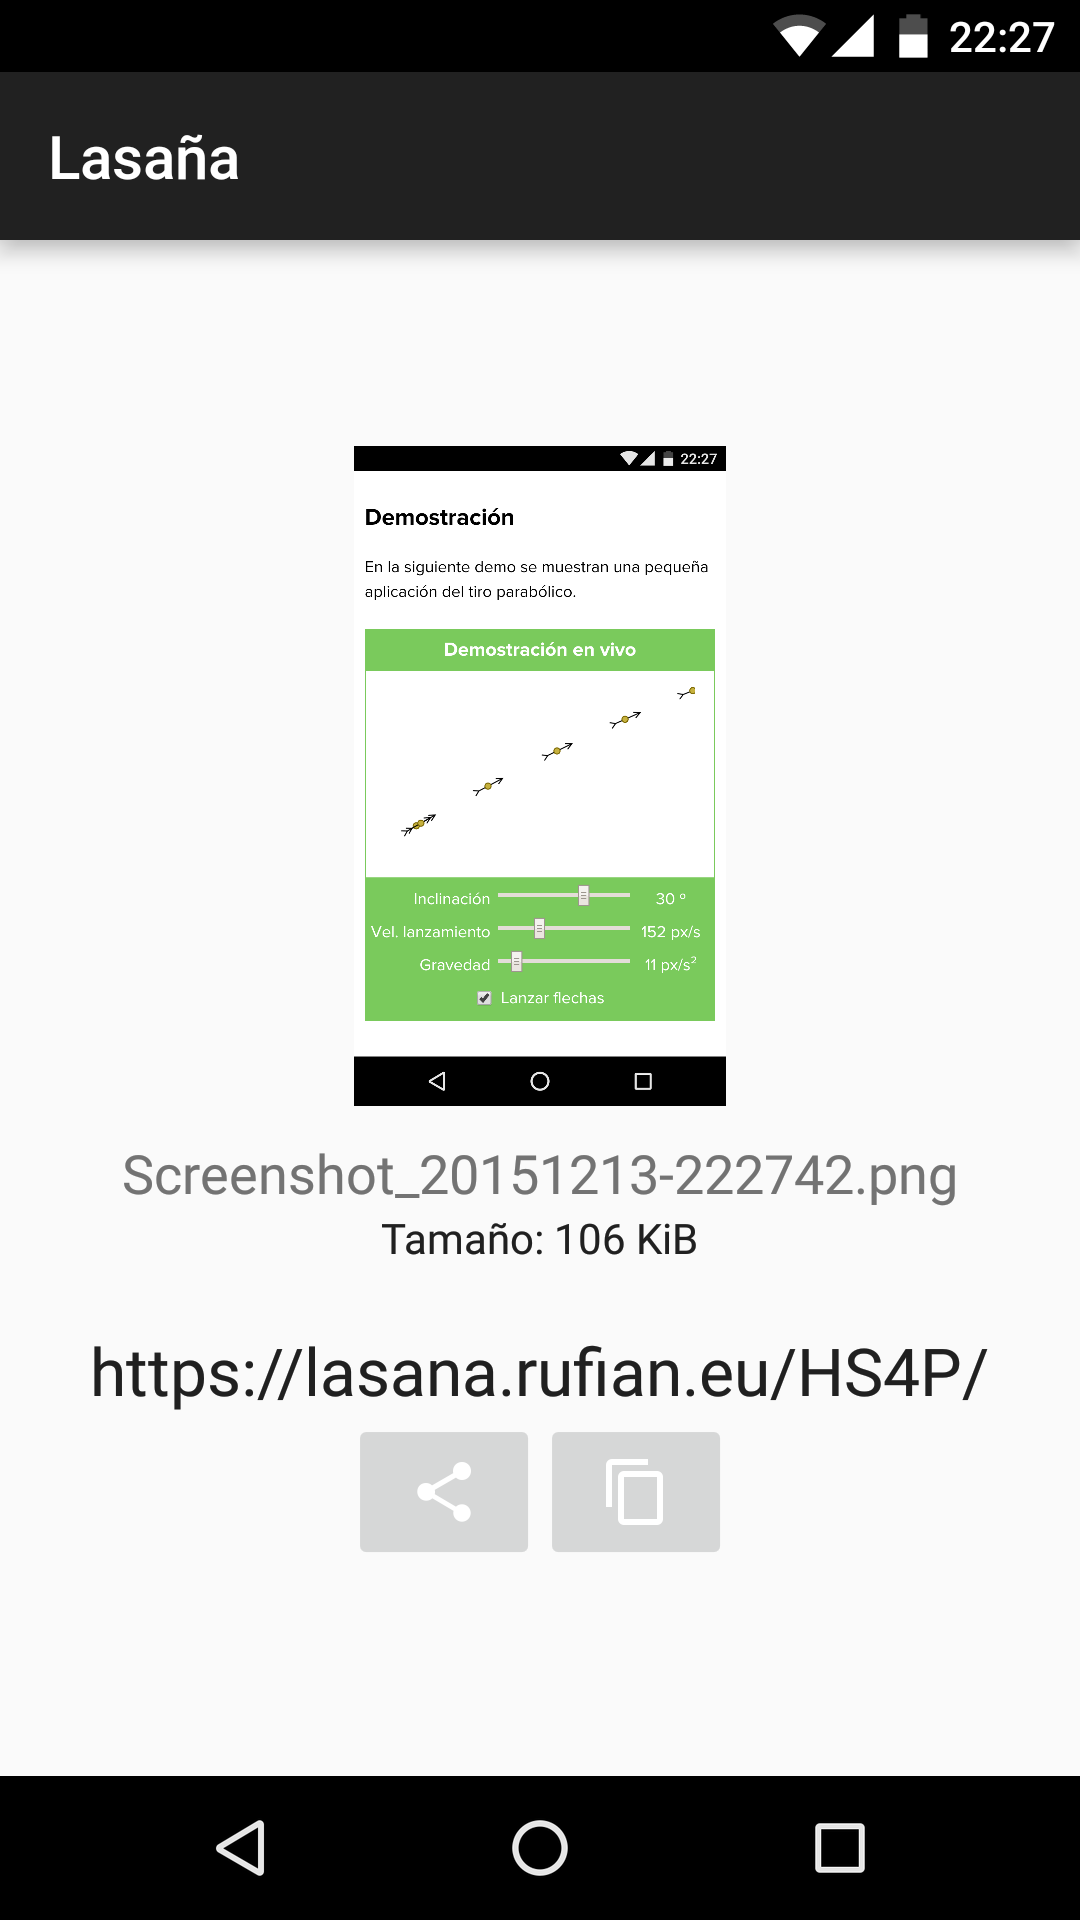 22:27
Lasaña
22:27
Demostración
En la siguiente demo se muestran una pequeña
aplicación del tiro parabólico.
Demostración en vivo
Inclinación 30 º
Vel. lanzamiento 152 px/s
Gravedad 11 px/s²
Lanzar flechas
Screenshot_20151213-222742.png
Tamaño: 106 KiB
https://lasana.rufian.eu/HS4P/